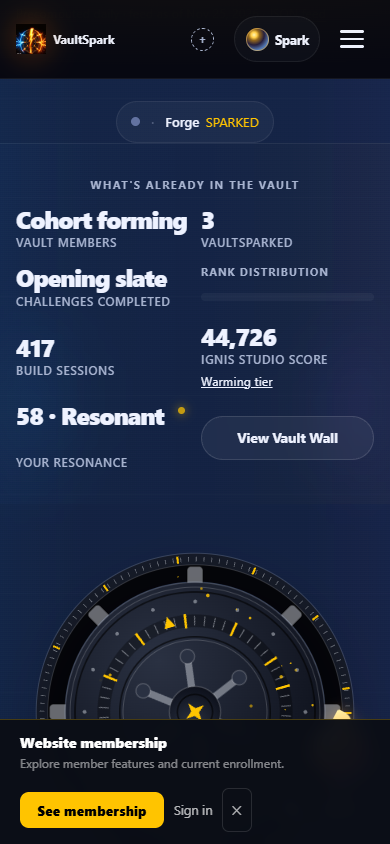 VaultSpark
+
Spark
· Forge SPARKED
WHAT'S ALREADY IN THE VAULT
Cohort forming
VAULT MEMBERS
3
VAULTSPARKED
Opening slate
CHALLENGES COMPLETED
RANK DISTRIBUTION
417
BUILD SESSIONS
44,726
IGNIS STUDIO SCORE
Warming tier
58 · Resonant
YOUR RESONANCE
View Vault Wall
Website membership
Explore member features and current enrollment.
See membership
Sign in
×